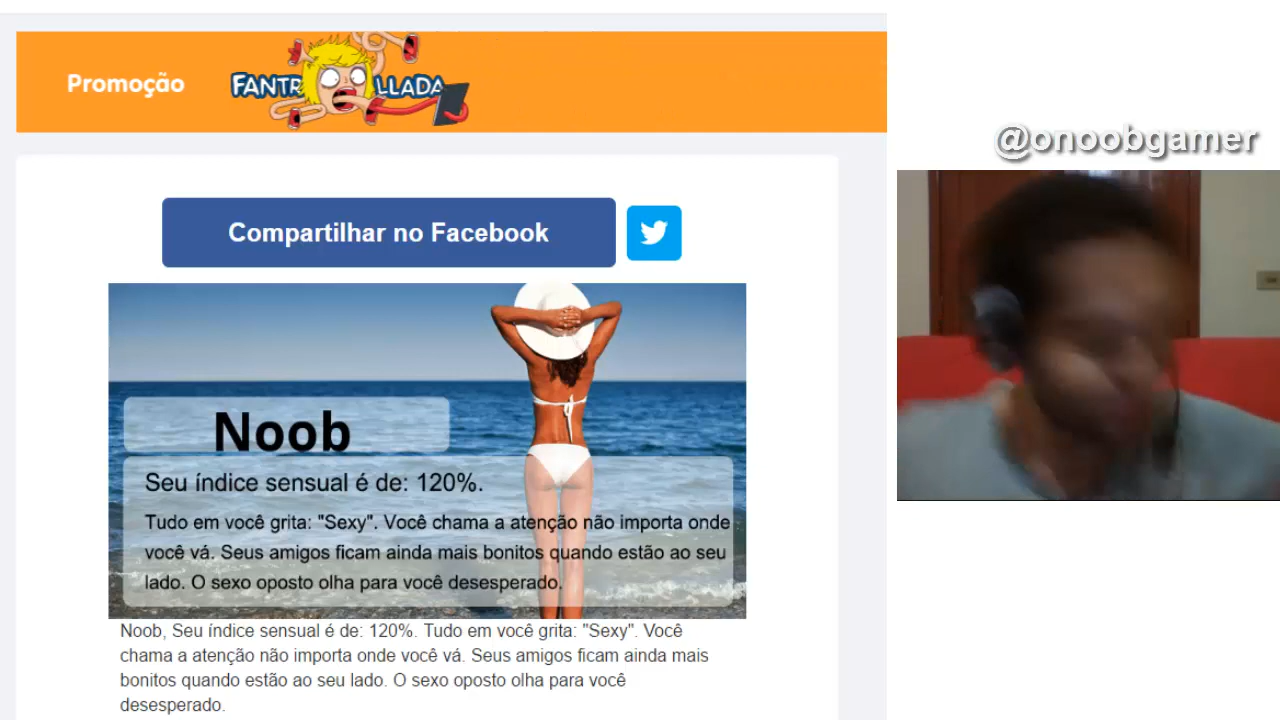 Promoção
FANTR LLADA
@onoobgamer
Compartilhar no Facebook
Noob
Seu índice sensual é de: 120%.
Tudo em você grita: "Sexy". Você chama a atenção não importa onde
você vá. Seus amigos ficam ainda mais bonitos quando estão ao seu
lado. O sexo oposto olha para você desesperado.
Noob, Seu índice sensual é de: 120%. Tudo em você grita: "Sexy". Você
chama a atenção não importa onde você vá. Seus amigos ficam ainda mais
bonitos quando estão ao seu lado. O sexo oposto olha para você
desesperado.